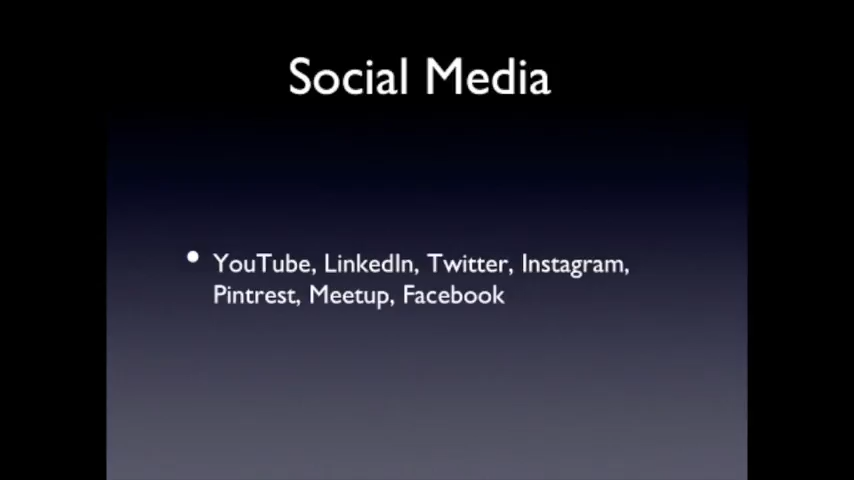 Social Media
• YouTube, LinkedIn, Twitter, Instagram,
Pintrest, Meetup, Facebook